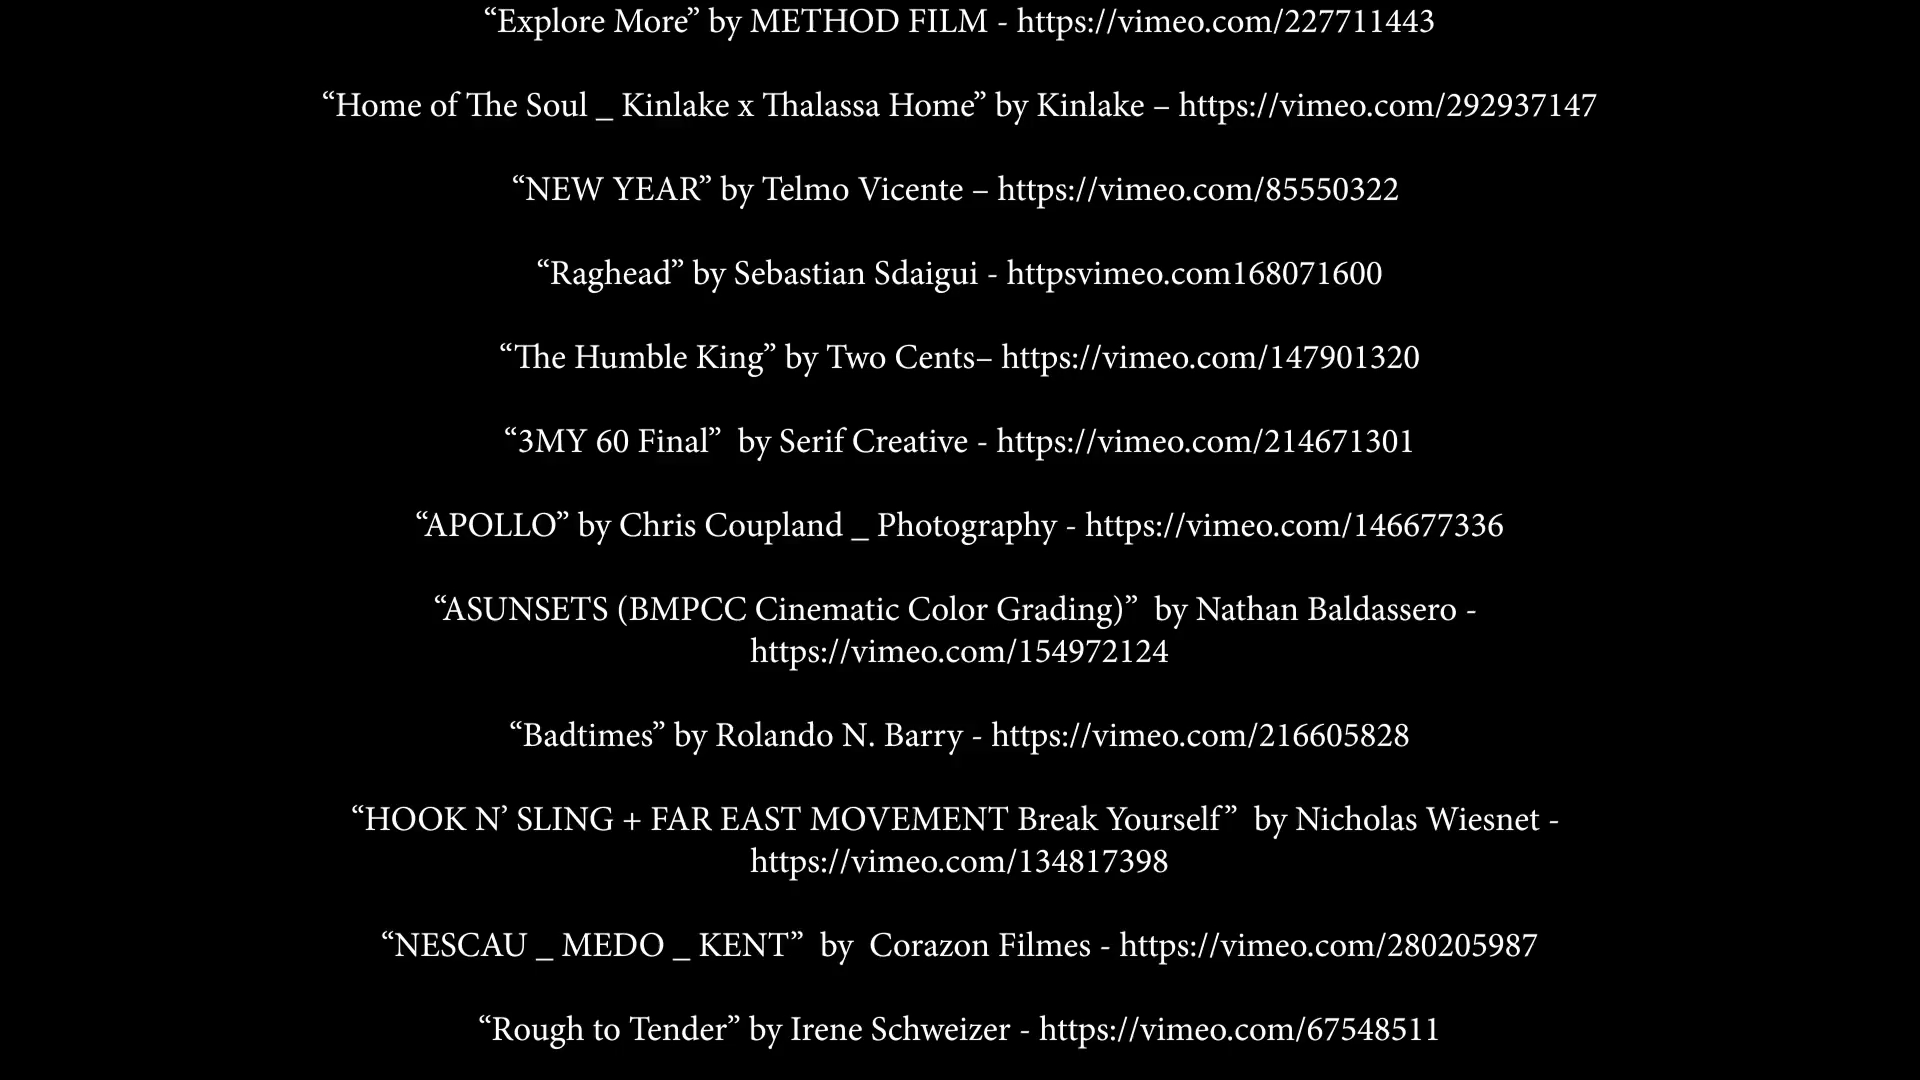 “Explore More” by METHOD FILM - https://vimeo.com/227711443
“Home of The Soul _ Kinlake x Thalassa Home” by Kinlake – https://vimeo.com/292937147
“NEW YEAR” by Telmo Vicente – https://vimeo.com/85550322
“Raghead” by Sebastian Sdaigui - httpsvimeo.com168071600
“The Humble King” by Two Cents– https://vimeo.com/147901320
“3MY 60 Final”  by Serif Creative - https://vimeo.com/214671301
“APOLLO” by Chris Coupland _ Photography - https://vimeo.com/146677336
“ASUNSETS (BMPCC Cinematic Color Grading)”  by Nathan Baldassero -
https://vimeo.com/154972124
“Badtimes” by Rolando N. Barry - https://vimeo.com/216605828
“HOOK N’ SLING + FAR EAST MOVEMENT Break Yourself”  by Nicholas Wiesnet -
https://vimeo.com/134817398
“NESCAU _ MEDO _ KENT”  by  Corazon Filmes - https://vimeo.com/280205987
“Rough to Tender” by Irene Schweizer - https://vimeo.com/67548511